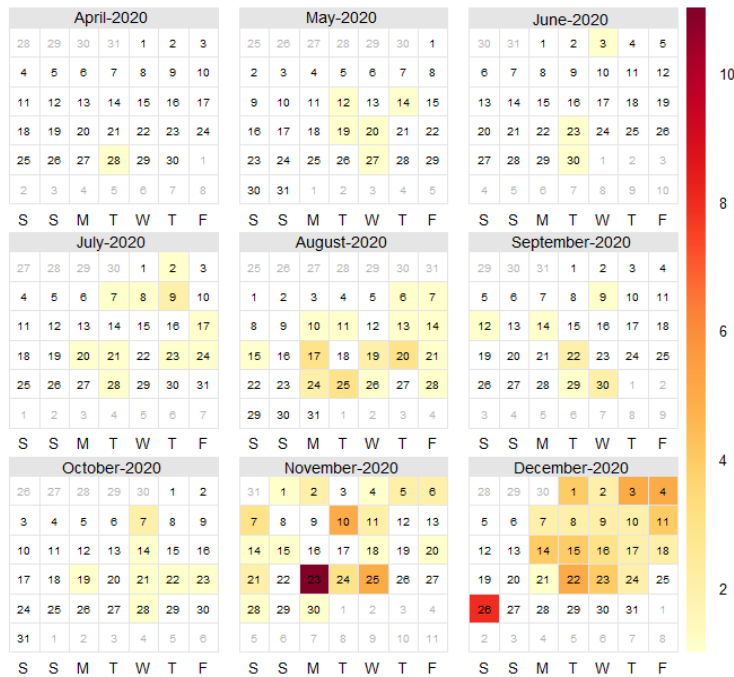 April-2020
28 29 30 31 1 2 3
4 5 6 7 8 9 10
11 12 13 14 15 16 17
18 19 20 21 22 23 24
25 26 27 28 29 30 1
2 3 4 5 6 7 8
S S M T W T F
May-2020
25 26 27 28 29 30 1
2 3 4 5 6 7 8
9 10 11 12 13 14 15
16 17 18 19 20 21 22
23 24 25 26 27 28 29
30 31 1 2 3 4 5
S S M T W T F
June-2020
30 31 1 2 3 4 5
6 7 8 9 10 11 12
13 14 15 16 17 18 19
20 21 22 23 24 25 26
27 28 29 30 1 2 3
4 5 6 7 8 9 10
S S M T W T F
July-2020
27 28 29 30 1 2 3
4 5 6 7 8 9 10
11 12 13 14 15 16 17
18 19 20 21 22 23 24
25 26 27 28 29 30 31
1 2 3 4 5 6 7
S S M T W T F
August-2020
25 26 27 28 29 30 31
1 2 3 4 5 6 7
8 9 10 11 12 13 14
15 16 17 18 19 20 21
22 23 24 25 26 27 28
29 30 31 1 2 3 4
S S M T W T F
September-2020
29 30 31 1 2 3 4
5 6 7 8 9 10 11
12 13 14 15 16 17 18
19 20 21 22 23 24 25
26 27 28 29 30 1 2
3 4 5 6 7 8 9
S S M T W T F
October-2020
26 27 28 29 30 1 2
3 4 5 6 7 8 9
10 11 12 13 14 15 16
17 18 19 20 21 22 23
24 25 26 27 28 29 30
31 1 2 3 4 5 6
S S M T W T F
November-2020
31 1 2 3 4 5 6
7 8 9 10 11 12 13
14 15 16 17 18 19 20
21 22 23 24 25 26 27
28 29 30 1 2 3 4
5 6 7 8 9 10 11
S S M T W T F
December-2020
28 29 30 1 2 3 4
5 6 7 8 9 10 11
12 13 14 15 16 17 18
19 20 21 22 23 24 25
26 27 28 29 30 31 1
2 3 4 5 6 7 8
S S M T W T F
10
8
6
4
2